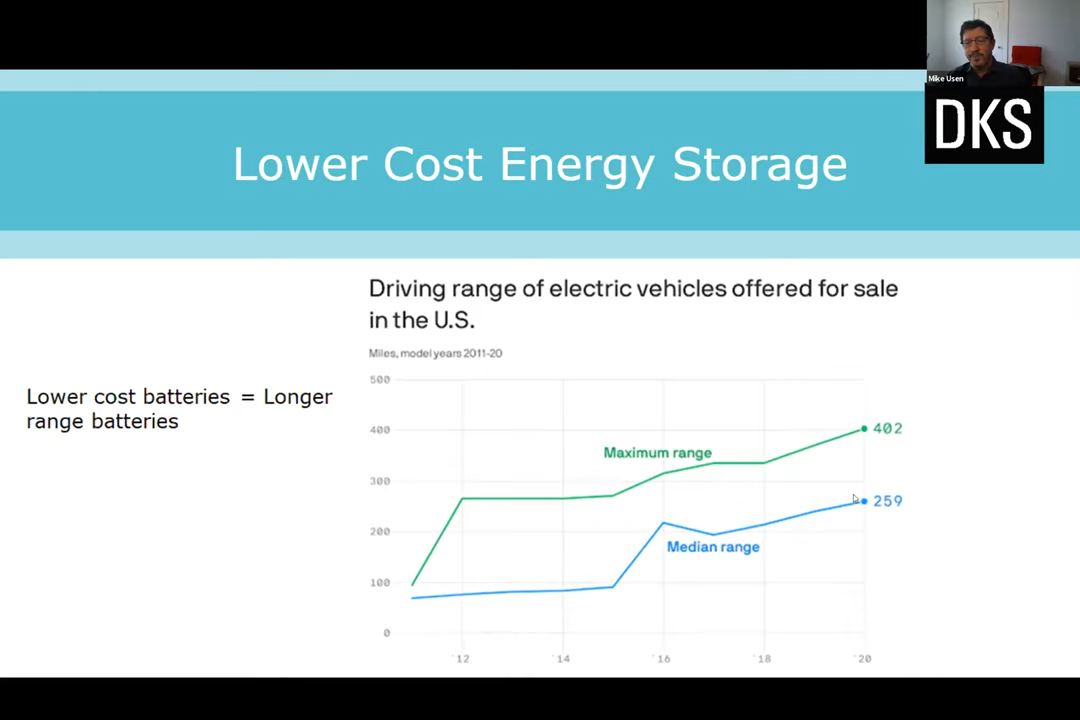 Mike Usen
DKS
Lower Cost Energy Storage
Driving range of electric vehicles offered for sale
in the U.S.
Miles, model years 2011-20
Lower cost batteries = Longer
range batteries
500
400
300
200
100
0
Maximum range
402
259
Median range
'12
'14
'16
'18
'20